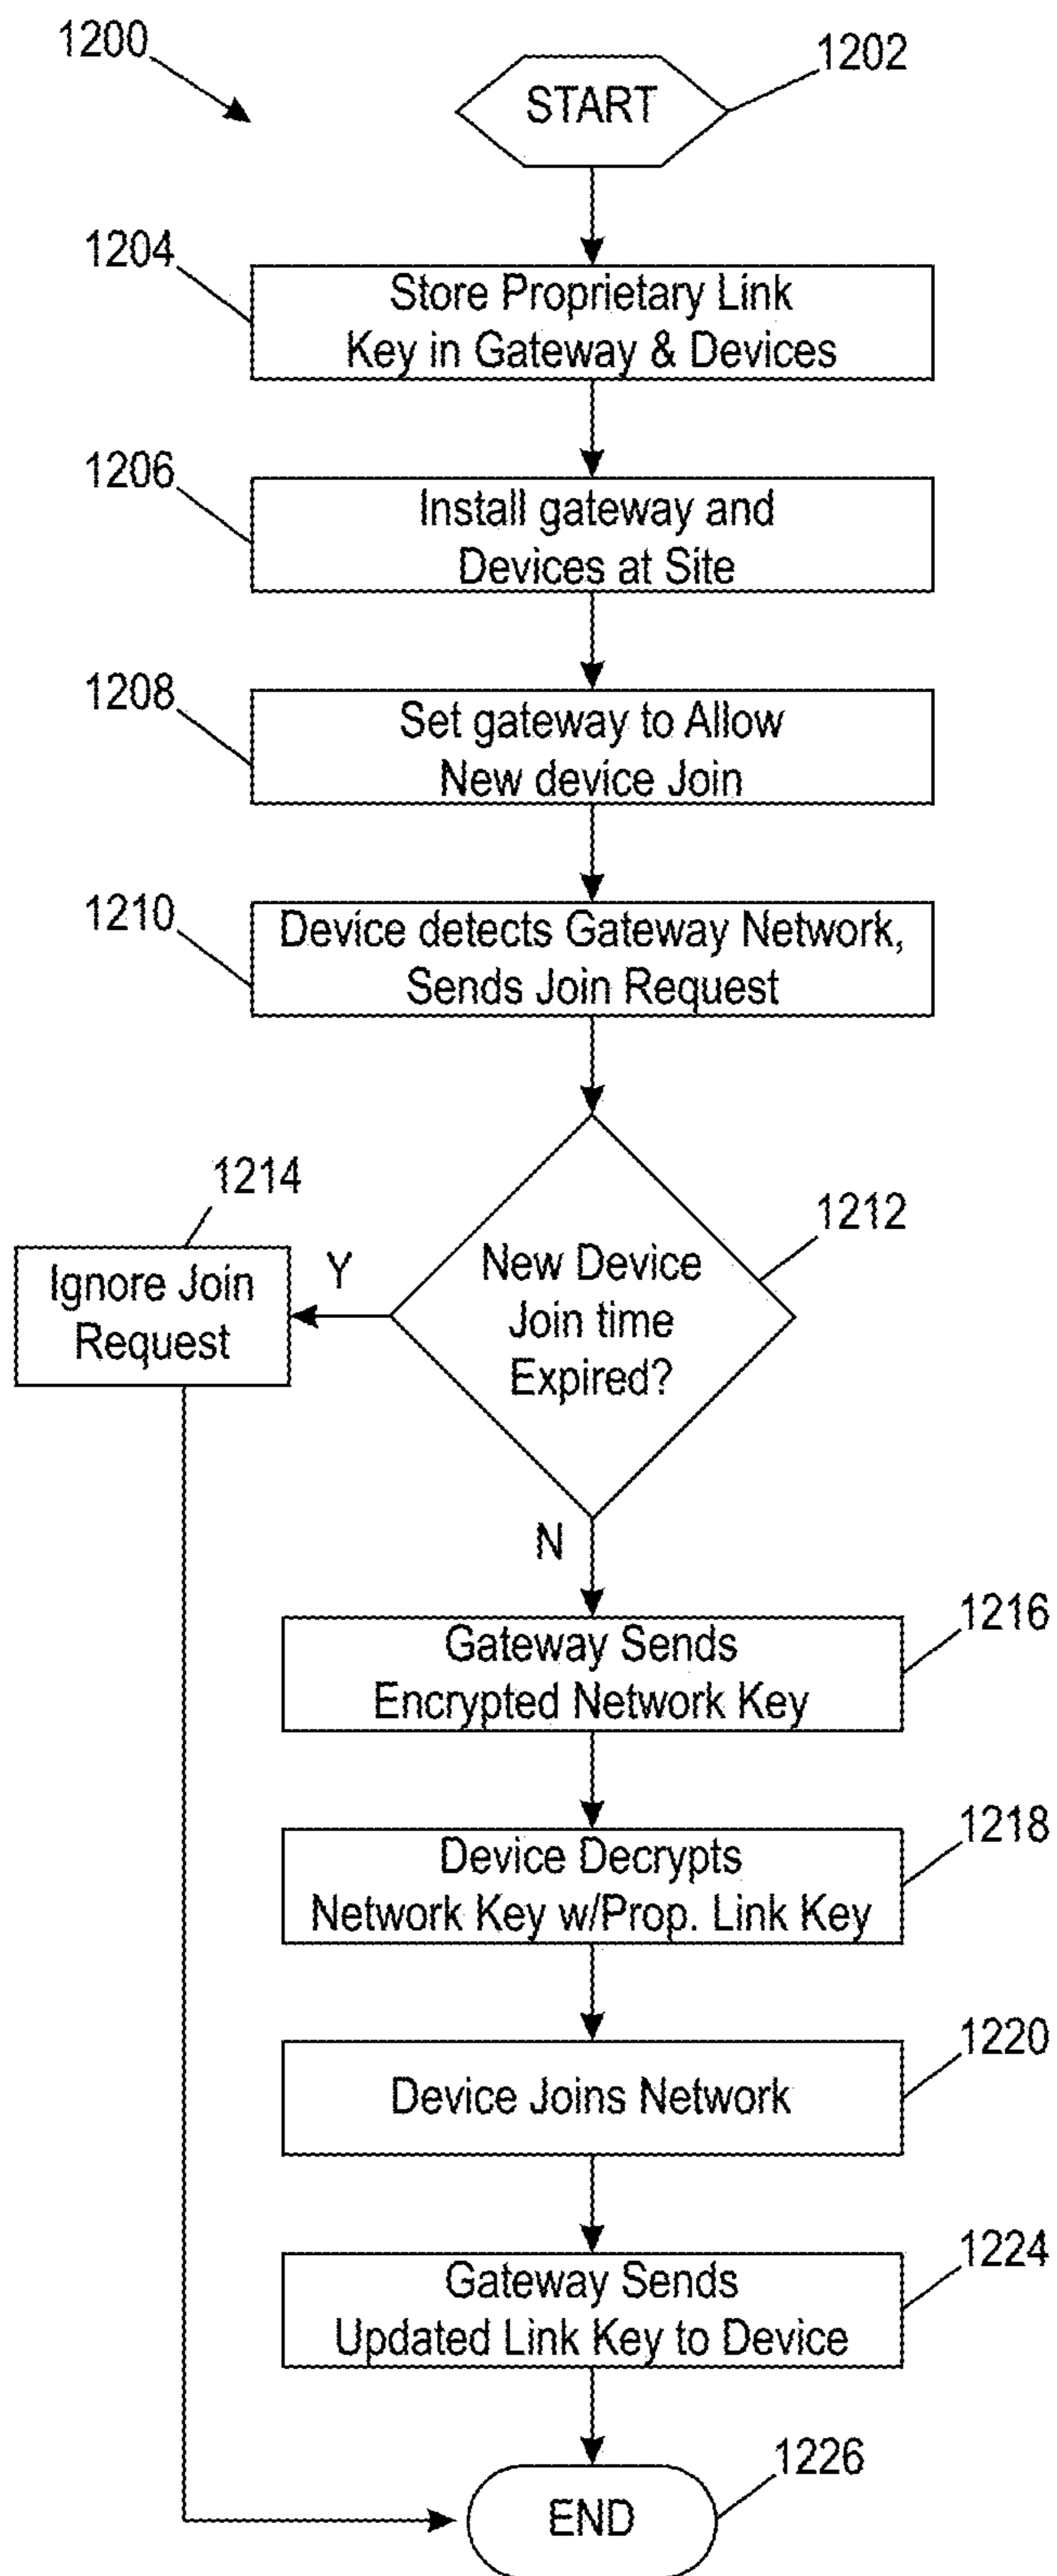 1200
START
1202
1204
Store Proprietary Link
Key in Gateway & Devices
1206
Install gateway and
Devices at Site
1208
Set gateway to Allow
New device Join
1210
Device detects Gateway Network,
Sends Join Request
1214
Ignore Join
Request
Y
1212
New Device
Join time
Expired?
N
1216
Gateway Sends
Encrypted Network Key
1218
Device Decrypts
Network Key w/Prop. Link Key
1220
Device Joins Network
1224
Gateway Sends
Updated Link Key to Device
1226
END